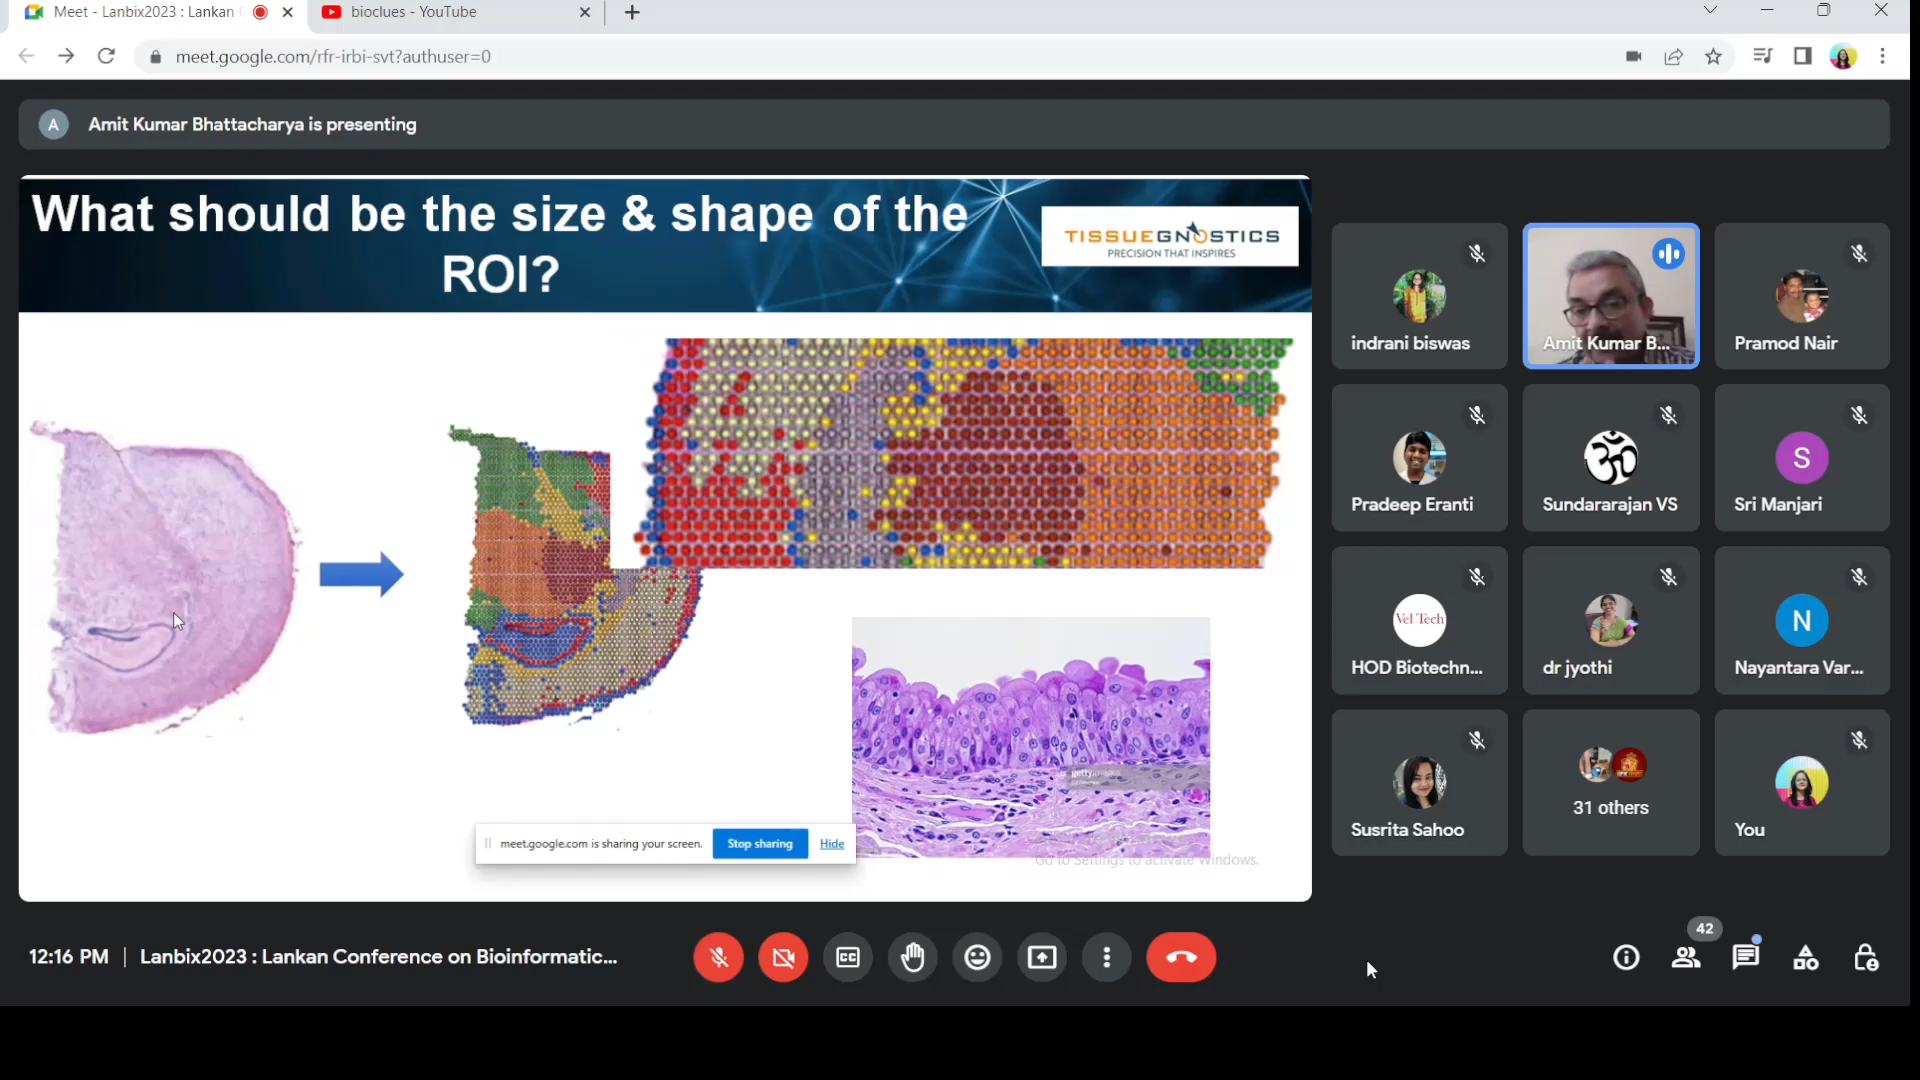 Meet - Lanbix2023 : Lankan
bioclues - YouTube
meet.google.com/rfr-irbi-svt?authuser=0
A
Amit Kumar Bhattacharya is presenting
What should be the size & shape of the
ROI?
TISSUEGNOSTICS
PRECISION THAT INSPIRES
indrani biswas
Amit Kumar B...
Pramod Nair
Pradeep Eranti
Sundararajan VS
S
Sri Manjari
Vel Tech
HOD Biotechn...
dr jyothi
N
Nayantara Var...
Susrita Sahoo
31 others
You
gettyimages
meet.google.com is sharing your screen.
Stop sharing
Hide
Go to Settings to activate Windows.
12:16 PM | Lanbix2023 : Lankan Conference on Bioinformatic...
CC
42